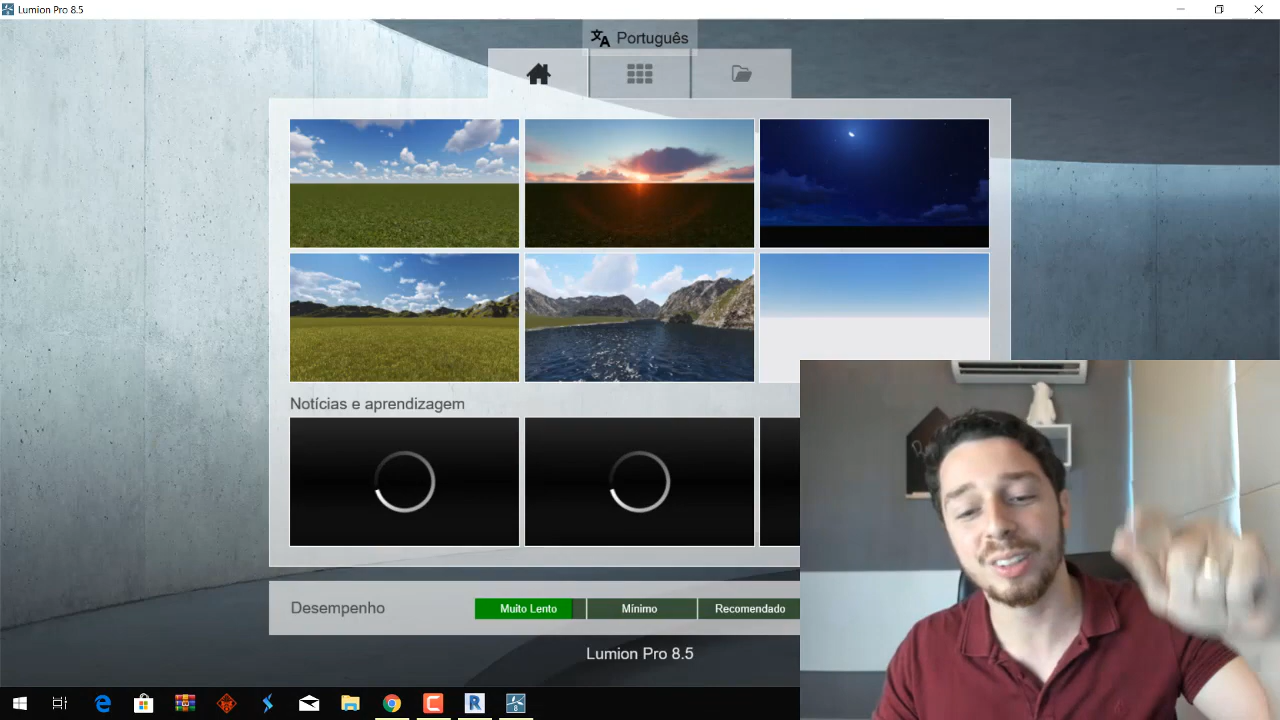 Lumion Pro 8.5
Português
Notícias e aprendizagem
Desempenho
Muito Lento
Mínimo
Recomendado
Lumion Pro 8.5